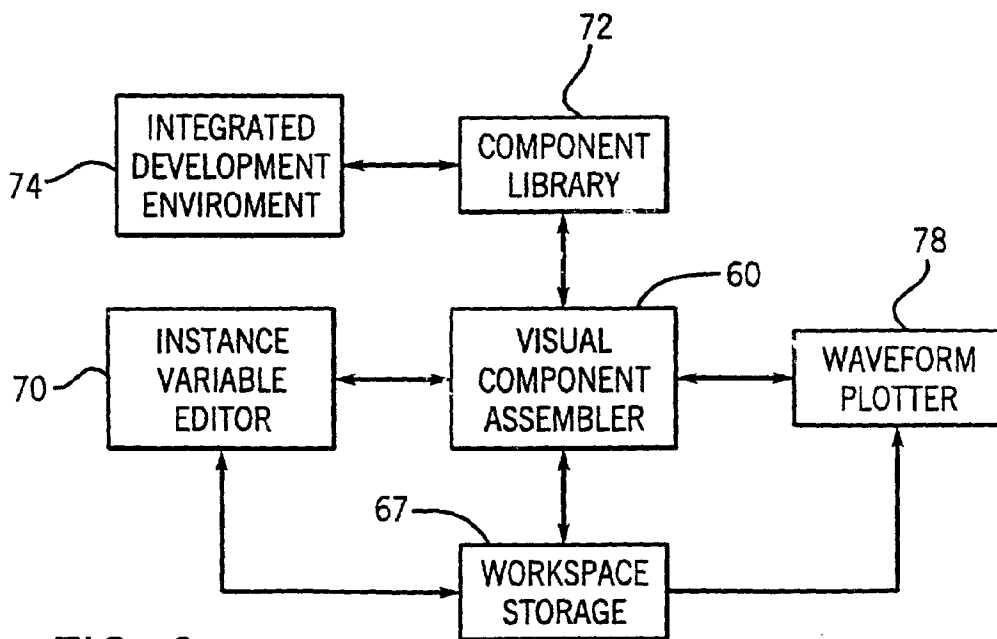 72
INTEGRATED
DEVELOPMENT
ENVIROMENT
74
COMPONENT
LIBRARY
78
60
INSTANCE
VARIABLE
EDITOR
70
VISUAL
COMPONENT
ASSEMBLER
WAVEFORM
PLOTTER
67
WORKSPACE
STORAGE